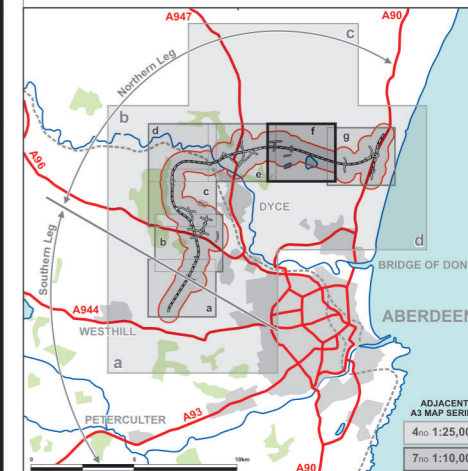 A947
A90
Northern Leg
c
b
d
f
g
A96
e
c
DYCE
b
d
Southern Leg
BRIDGE OF DON
A944
a
ABERDEEN
WESTHILL
a
ADJACENT
A3 MAP SERI
4no 1:25,00
PETERCULTER
A93
7no 1:10,00
0
5
10km
A90